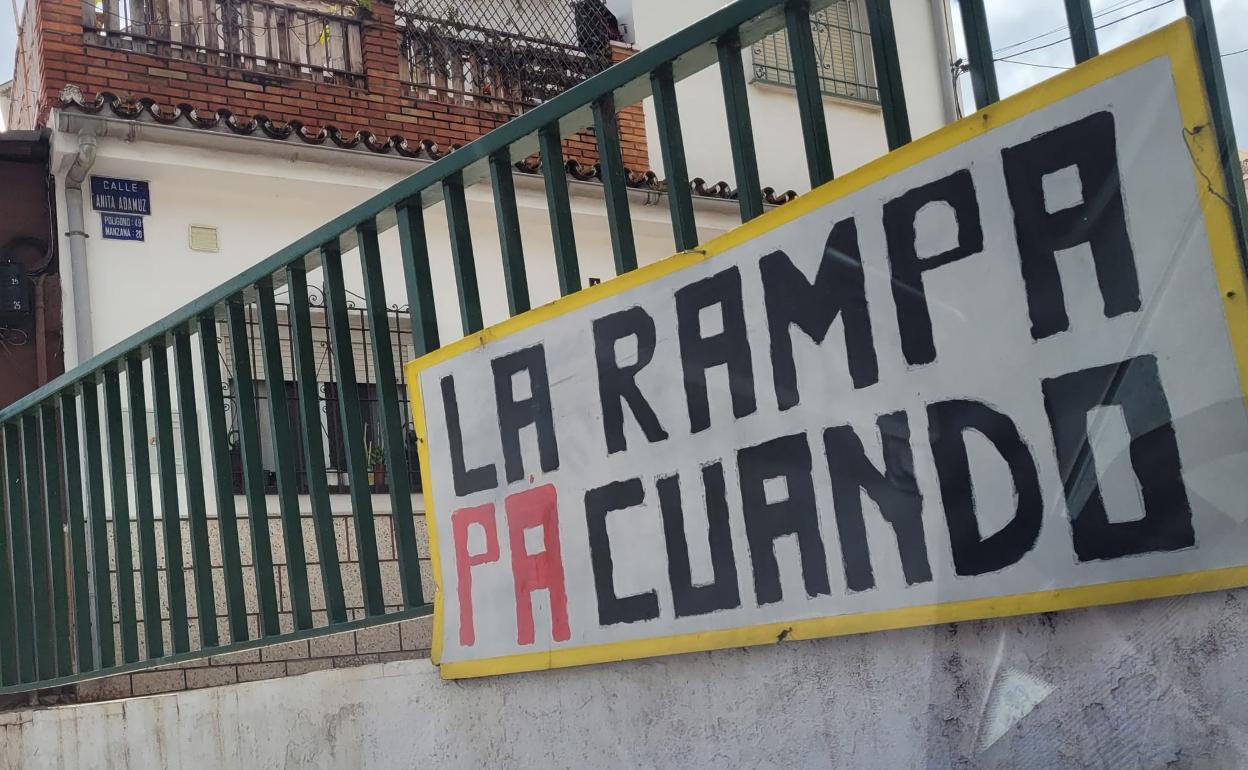 CALLE
ANITA ADAMUZ
POLIGONO: 49
MANZANA: 20
LA RAMPA
PA CUANDO